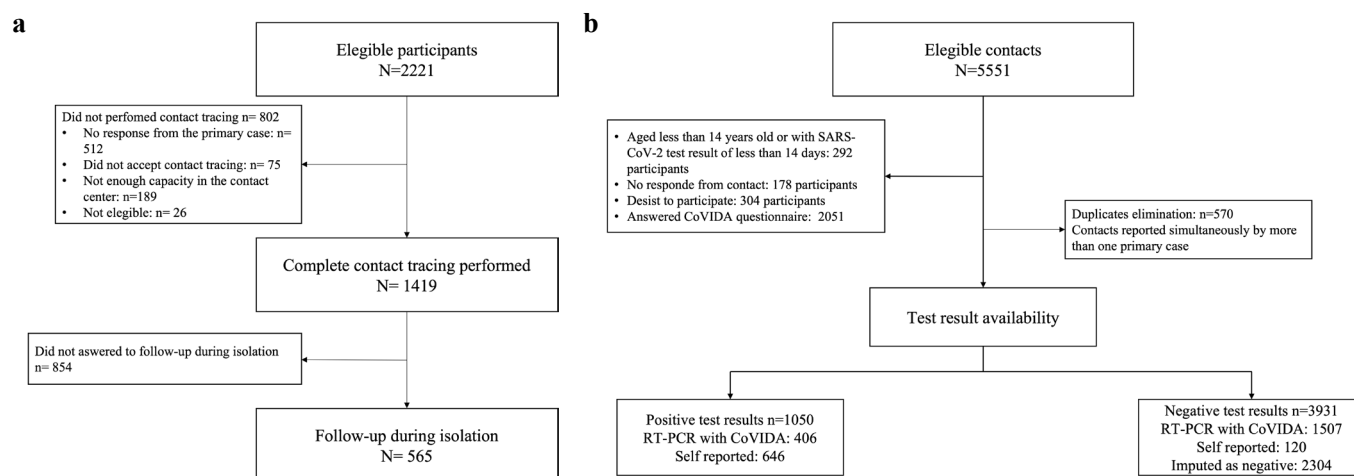 a
Elegible participants
N=2221
Did not perfomed contact tracing n= 802
• No response from the primary case: n=
512
• Did not accept contact tracing: n= 75
• Not enough capacity in the contact
center: n=189
• Not elegible: n= 26
Complete contact tracing performed
N= 1419
Did not aswered to follow-up during isolation
n= 854
Follow-up during isolation
N= 565
b
Elegible contacts
N=5551
• Aged less than 14 years old or with SARS-
CoV-2 test result of less than 14 days: 292
participants
• No responde from contact: 178 participants
• Desist to participate: 304 participants
• Answered CoVIDA questionnaire: 2051
Duplicates elimination: n=570
Contacts reported simultaneously by more
than one primary case
Test result availability
Positive test results n=1050
RT-PCR with CoVIDA: 406
Self reported: 646
Negative test results n=3931
RT-PCR with CoVIDA: 1507
Self reported: 120
Imputed as negative: 2304